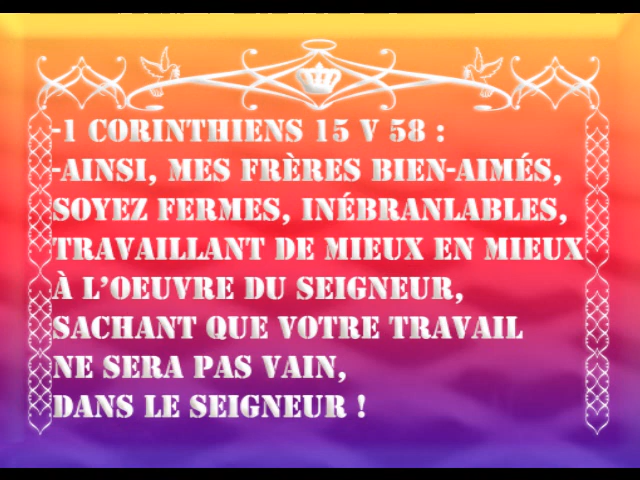 -1 CORINTHIENS 15 V 58 :
-AINSI, MES FRÈRES BIEN-AIMÉS,
SOYEZ FERMES, INÉBRANLABLES,
TRAVAILLANT DE MIEUX EN MIEUX
À L'OEUVRE DU SEIGNEUR,
SACHANT QUE VOTRE TRAVAIL
NE SERA PAS VAIN,
DANS LE SEIGNEUR !